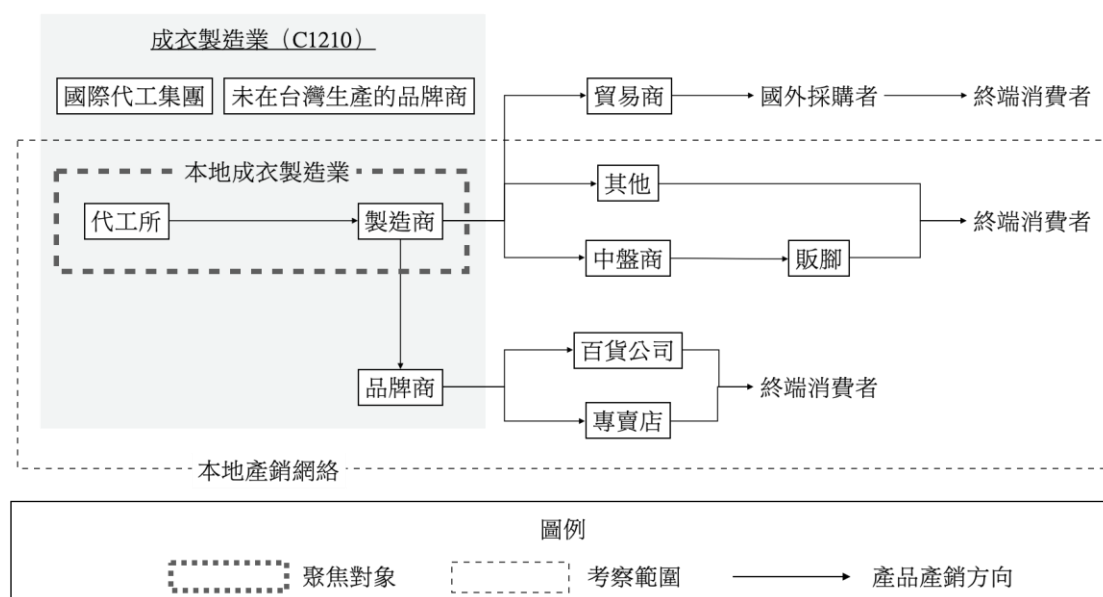 成衣製造業（C1210）
國際代工集團
未在台灣生產的品牌商
貿易商
國外採購者
終端消費者
本地成衣製造業
其他
代工所
製造商
終端消費者
中盤商
販腳
百貨公司
品牌商
終端消費者
專賣店
本地產銷網絡
圖例
聚焦對象
考察範圍
產品產銷方向